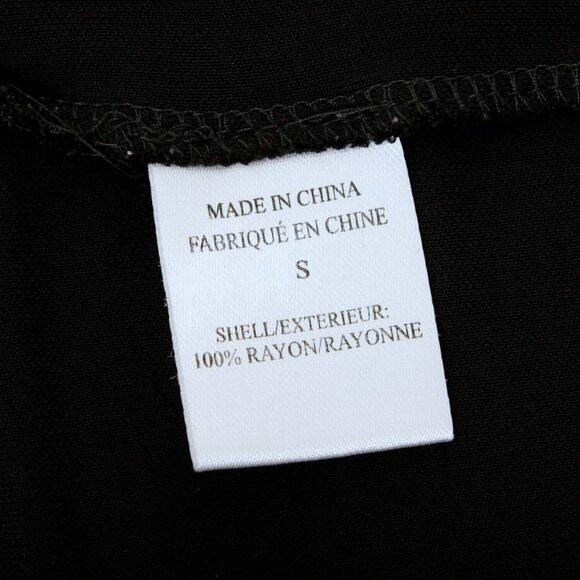 MADE IN CHINA
FABRIQUÉ EN CHINE
S
SHELL/EXTERIEUR:
100% RAYON/RAYONNE